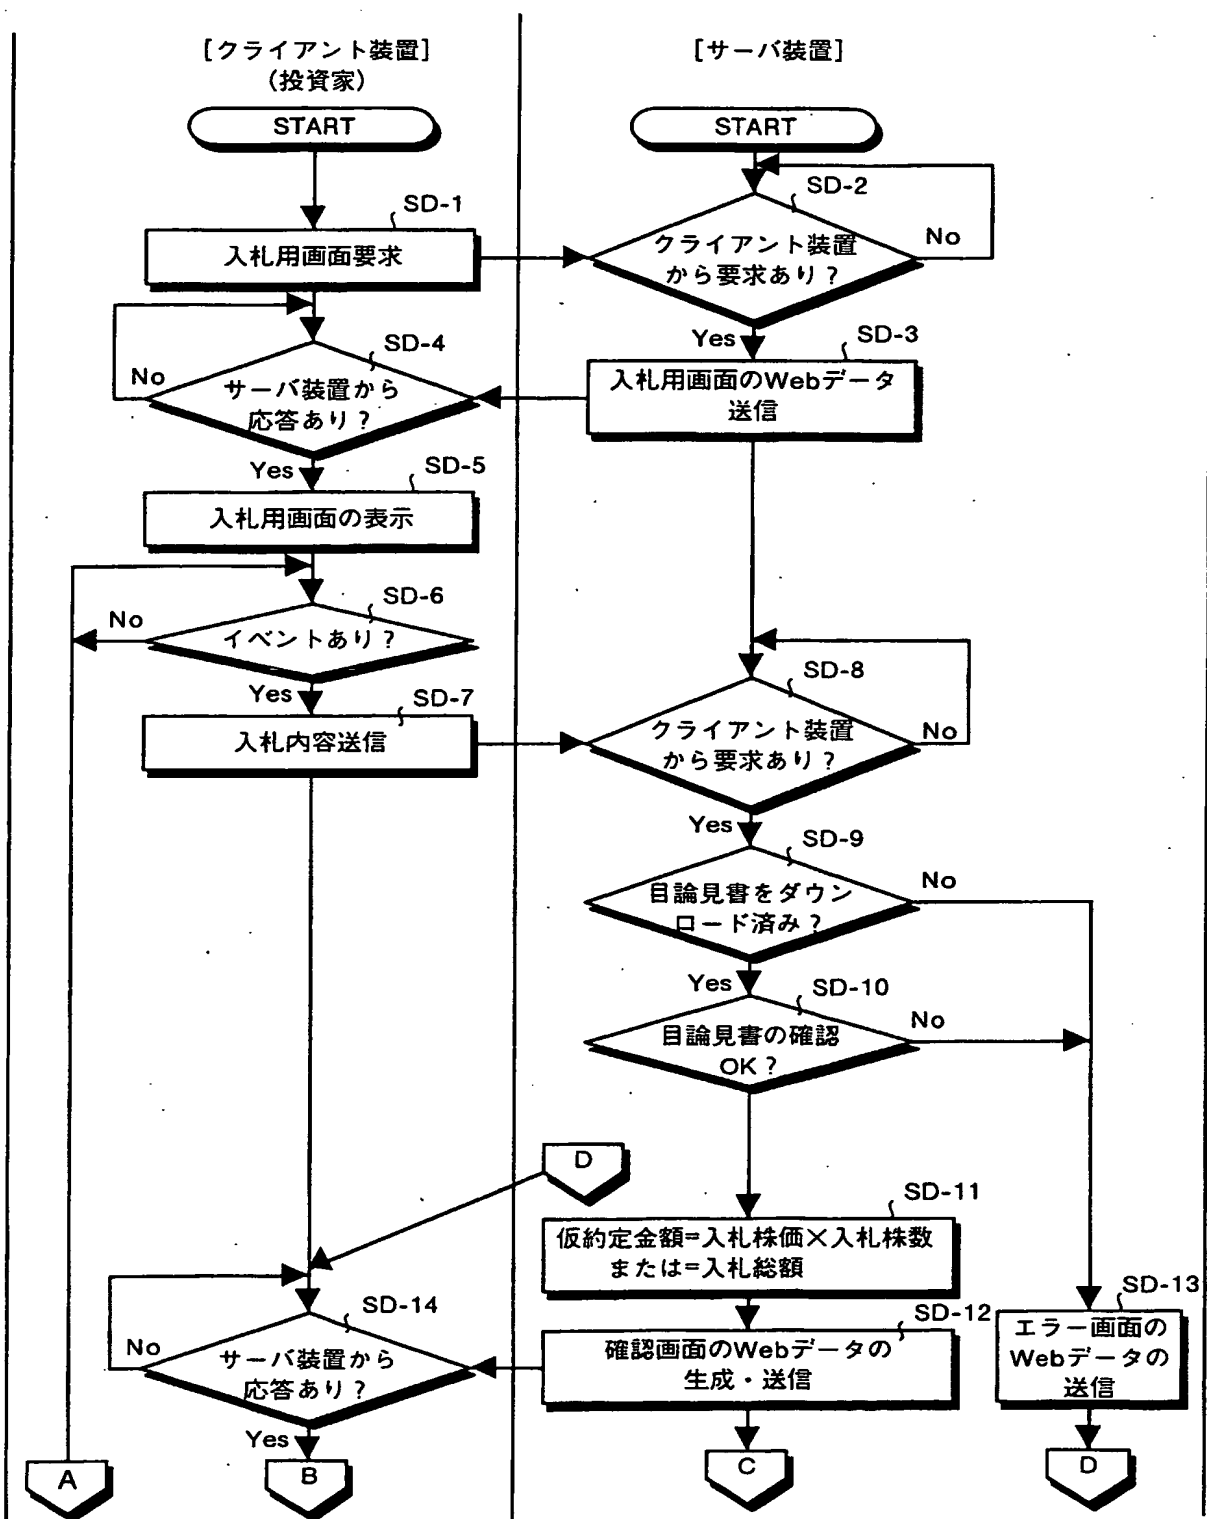 [クライアント装置]
(投資家)
START
SD-1
入札用画面要求
SD-4
No
サーバ装置から
応答あり?
Yes
SD-5
入札用画面の表示
SD-6
No
イベントあり?
Yes
SD-7
入札内容送信
SD-14
No
サーバ装置から
応答あり?
Yes
A
B
[サーバ装置]
START
SD-2
クライアント装置
から要求あり?
No
Yes
SD-3
入札用画面のWebデータ
送信
SD-8
クライアント装置
から要求あり?
No
Yes
SD-9
目論見書をダウン
ロード済み?
No
Yes
SD-10
目論見書の確認
OK?
No
D
SD-11
仮約定金額=入札株価×入札株数
または=入札総額
SD-12
確認画面のWebデータの
生成・送信
SD-13
エラー画面の
Webデータの
送信
C
D